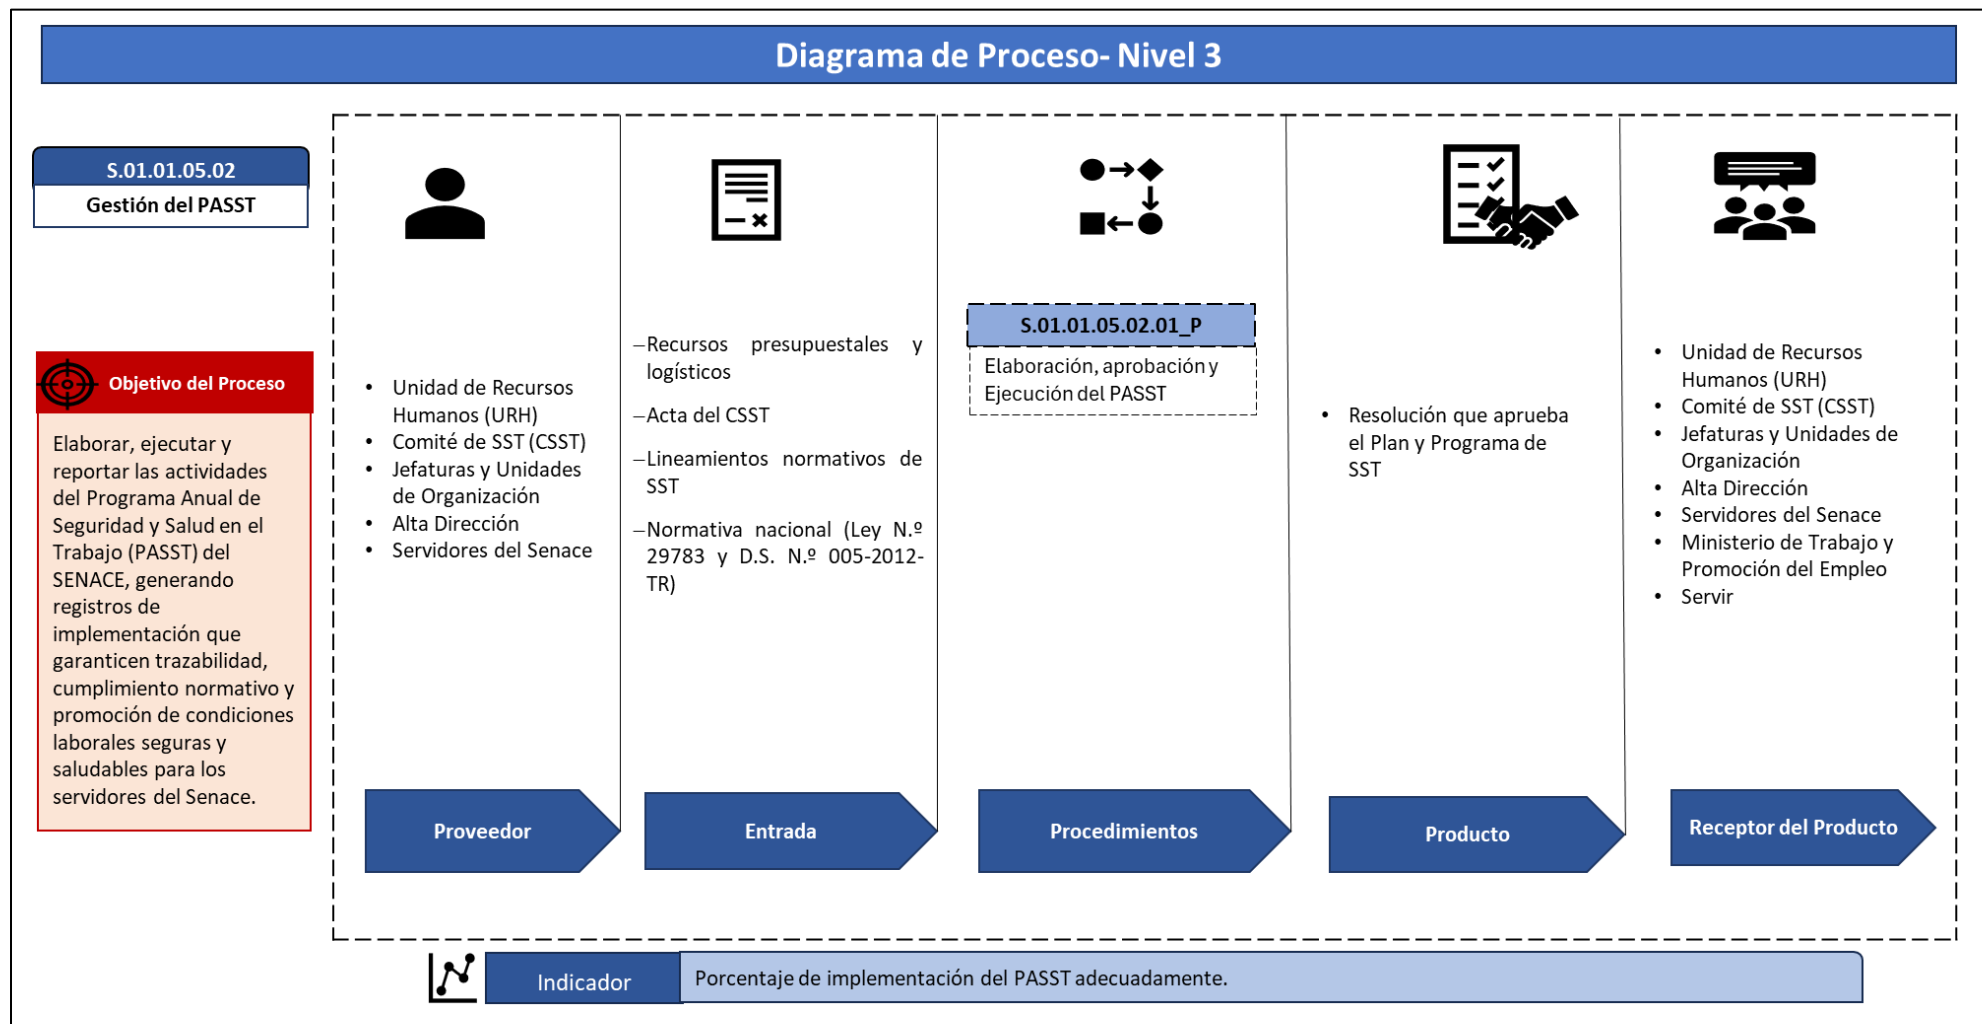 Diagrama de Proceso- Nivel 3
S.01.01.05.02
Gestión del PASST
Objetivo del Proceso
Elaborar, ejecutar y
reportar las actividades
del Programa Anual de
Seguridad y Salud en el
Trabajo (PASST) del
SENACE, generando
registros de
implementación que
garanticen trazabilidad,
cumplimiento normativo y
promoción de condiciones
laborales seguras y
saludables para los
servidores del Senace.
• Unidad de Recursos
Humanos (URH)
• Comité de SST (CSST)
• Jefaturas y Unidades
de Organización
• Alta Dirección
• Servidores del Senace
Proveedor
–Recursos presupuestales y
logísticos
–Acta del CSST
–Lineamientos normativos de
SST
–Normativa nacional (Ley N.º
29783 y D.S. N.º 005-2012-
TR)
Entrada
S.01.01.05.02.01_P
Elaboración, aprobación y
Ejecución del PASST
Procedimientos
• Resolución que aprueba
el Plan y Programa de
SST
Producto
• Unidad de Recursos
Humanos (URH)
• Comité de SST (CSST)
• Jefaturas y Unidades de
Organización
• Alta Dirección
• Servidores del Senace
• Ministerio de Trabajo y
Promoción del Empleo
• Servir
Receptor del Producto
Indicador
Porcentaje de implementación del PASST adecuadamente.